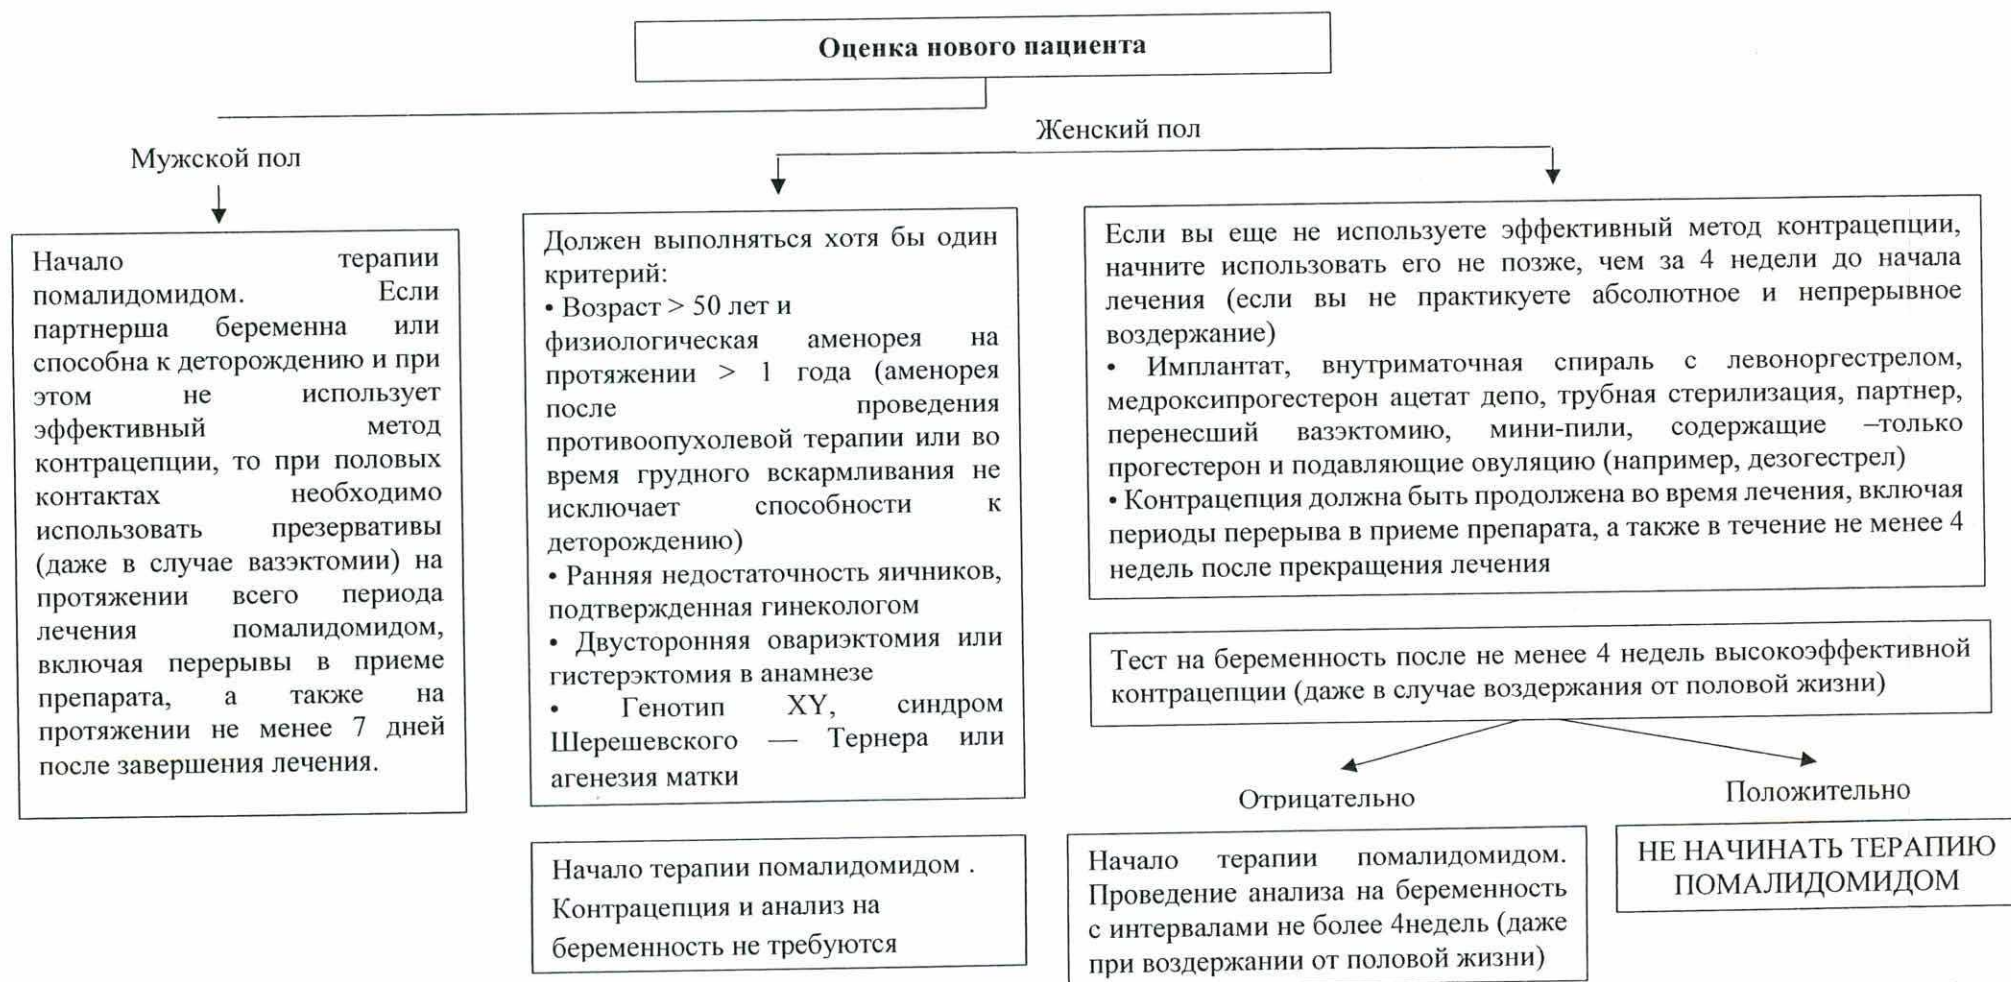 Оценка нового пациента
Мужской пол
Женский пол
Начало терапии
помалидомидом. Если
партнерша беременна или
способна к деторождению и при
этом не использует
эффективный метод
контрацепции, то при половых
контактах необходимо
использовать презервативы
(даже в случае вазэктомии) на
протяжении всего периода
лечения помалидомидом,
включая перерывы в приеме
препарата, а также на
протяжении не менее 7 дней
после завершения лечения.
Должен выполняться хотя бы один
критерий:
• Возраст > 50 лет и
физиологическая аменорея на
протяжении > 1 года (аменорея
после проведения
противоопухолевой терапии или во
время грудного вскармливания не
исключает способности к
деторождению)
• Ранняя недостаточность яичников,
подтвержденная гинекологом
• Двусторонняя овариэктомия или
гистерэктомия в анамнезе
• Генотип XY, синдром
Шерешевского — Тернера или
агенезия матки
Начало терапии помалидомидом .
Контрацепция и анализ на
беременность не требуются
Если вы еще не используете эффективный метод контрацепции,
начните использовать его не позже, чем за 4 недели до начала
лечения (если вы не практикуете абсолютное и непрерывное
воздержание)
• Имплантат, внутриматочная спираль с левоноргестрелом,
медроксипрогестерон ацетат депо, трубная стерилизация, партнер,
перенесший вазэктомию, мини-пили, содержащие –только
прогестерон и подавляющие овуляцию (например, дезогестрел)
• Контрацепция должна быть продолжена во время лечения, включая
периоды перерыва в приеме препарата, а также в течение не менее 4
недель после прекращения лечения
Тест на беременность после не менее 4 недель высокоэффективной
контрацепции (даже в случае воздержания от половой жизни)
Отрицательно
Положительно
Начало терапии помалидомидом.
Проведение анализа на беременность
с интервалами не более 4недель (даже
при воздержании от половой жизни)
НЕ НАЧИНАТЬ ТЕРАПИЮ
ПОМАЛИДОМИДОМ